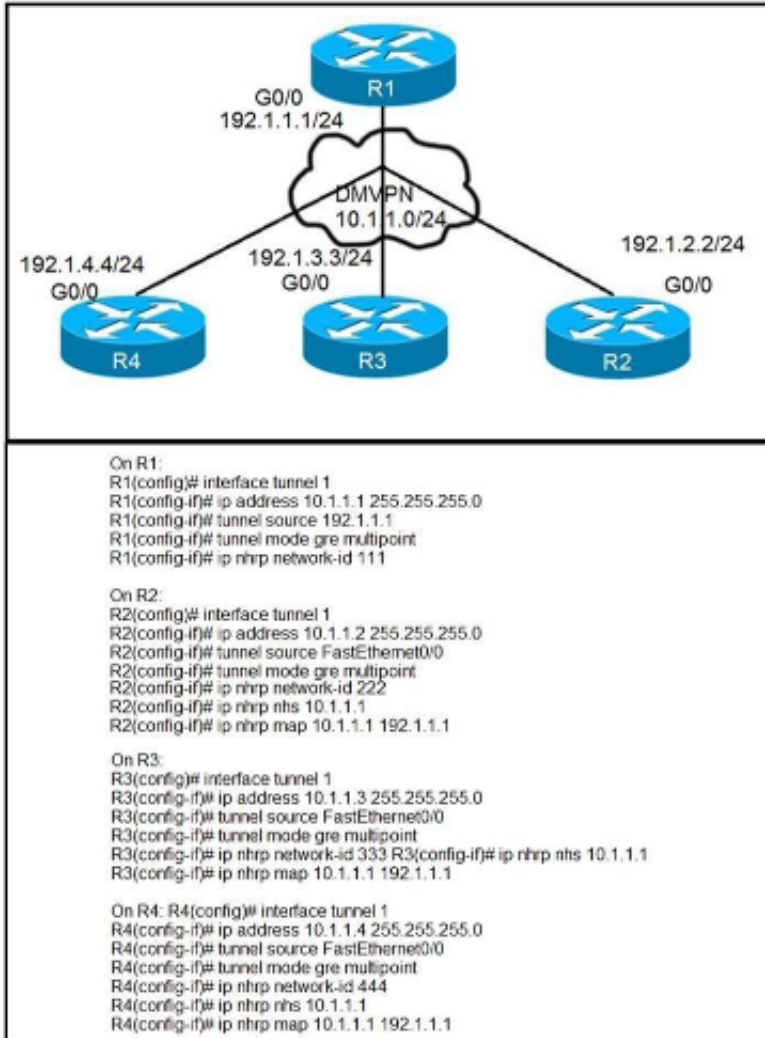 R1
G0/0
192.1.1.1/24
DMVPN
10.1.1.0/24
192.1.4.4/24
G0/0
192.1.3.3/24
G0/0
192.1.2.2/24
G0/0
R4
R3
R2
On R1:
R1(config)# interface tunnel 1
R1(config-if)# ip address 10.1.1.1 255.255.255.0
R1(config-if)# tunnel source 192.1.1.1
R1(config-if)# tunnel mode gre multipoint
R1(config-if)# ip nhrp network-id 111
On R2:
R2(config)# interface tunnel 1
R2(config-if)# ip address 10.1.1.2 255.255.255.0
R2(config-if)# tunnel source FastEthernet0/0
R2(config-if)# tunnel mode gre multipoint
R2(config-if)# ip nhrp network-id 222
R2(config-if)# ip nhrp nhs 10.1.1.1
R2(config-if)# ip nhrp map 10.1.1.1 192.1.1.1
On R3:
R3(config)# interface tunnel 1
R3(config-if)# ip address 10.1.1.3 255.255.255.0
R3(config-if)# tunnel source FastEthernet0/0
R3(config-if)# tunnel mode gre multipoint
R3(config-if)# ip nhrp network-id 333 R3(config-if)# ip nhrp nhs 10.1.1.1
R3(config-if)# ip nhrp map 10.1.1.1 192.1.1.1
On R4: R4(config)# interface tunnel 1
R4(config-if)# ip address 10.1.1.4 255.255.255.0
R4(config-if)# tunnel source FastEthernet0/0
R4(config-if)# tunnel mode gre multipoint
R4(config-if)# ip nhrp network-id 444
R4(config-if)# ip nhrp nhs 10.1.1.1
R4(config-if)# ip nhrp map 10.1.1.1 192.1.1.1